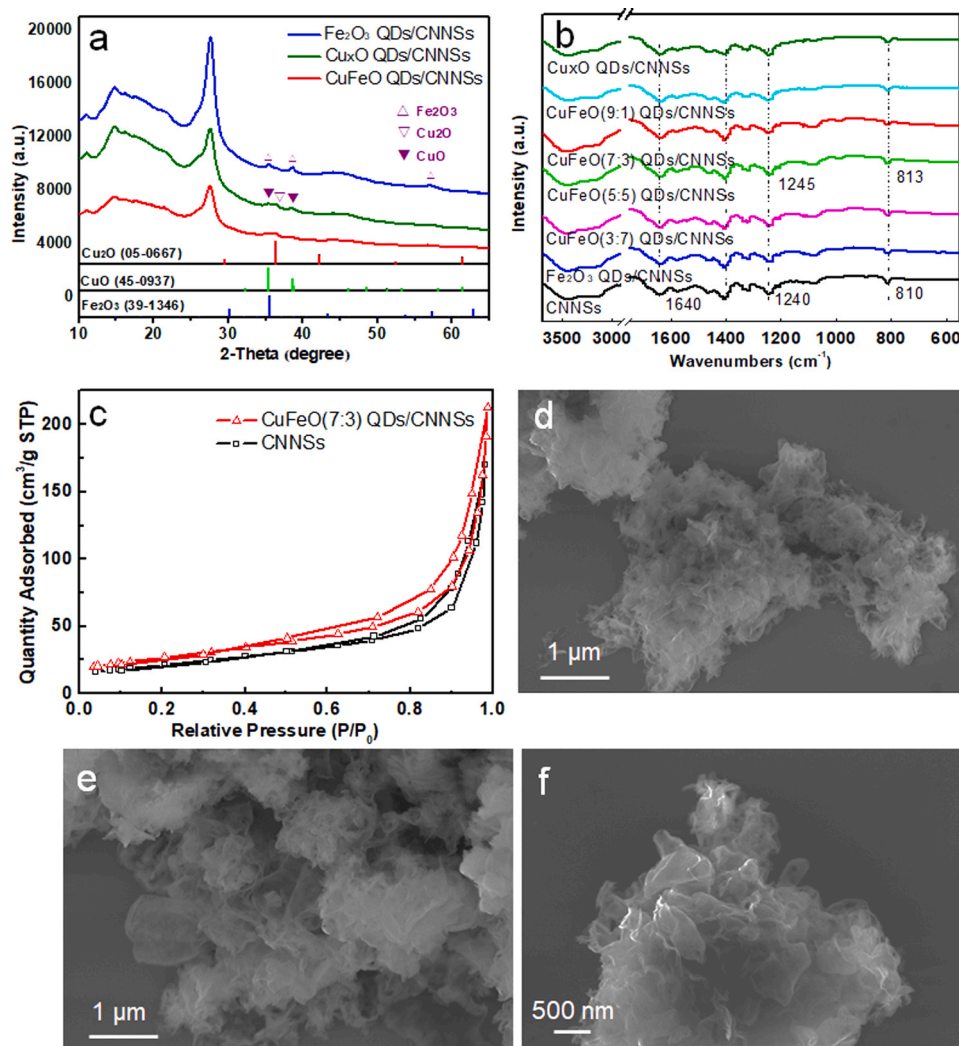 a
20000
16000
12000
8000
4000
0
Intensity (a.u.)
Fe₂O₃ QDs/CNNSs
CuxO QDs/CNNSs
CuFeO QDs/CNNSs
Fe2O3
Cu2O
CuO
Cu₂O (05-0667)
CuO (45-0937)
Fe₂O₃ (39-1346)
10 20 30 40 50 60
2-Theta (degree)
b
Intensity (a.u.)
CuxO QDs/CNNSs
CuFeO(9:1) QDs/CNNSs
CuFeO(7:3) QDs/CNNSs
1245 813
CuFeO(5:5) QDs/CNNSs
CuFeO(3:7) QDs/CNNSs
Fe₂O₃ QDs/CNNSs
CNNSs
1640 1240 810
3500 3000 1600 1400 1200 1000 800 600
Wavenumbers (cm⁻¹)
c
CuFeO(7:3) QDs/CNNSs
CNNSs
Quantity Adsorbed (cm³/g STP)
200
150
100
50
0
0.0 0.2 0.4 0.6 0.8 1.0
Relative Pressure (P/P₀)
d
1 μm
e
1 μm
f
500 nm